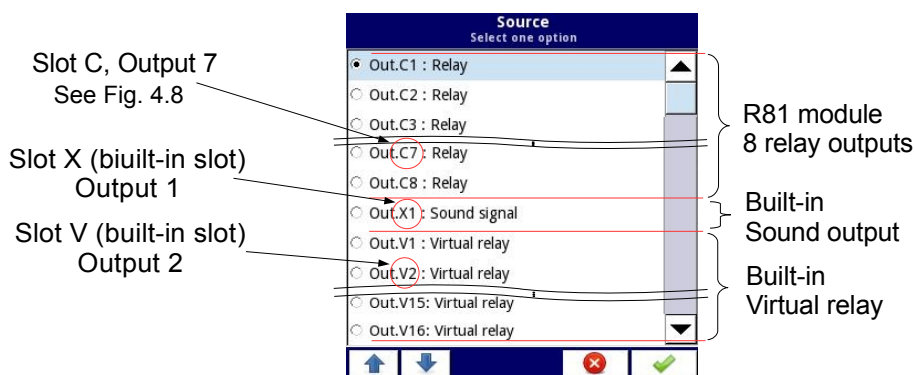 Source
Select one option
Slot C, Output 7
See Fig. 4.8
Slot X (biuilt-in slot)
Output 1
Slot V (built-in slot)
Output 2
Out.C1 : Relay
Out.C2 : Relay
Out.C3 : Relay
Out.C7 : Relay
Out.C8 : Relay
Out.X1 : Sound signal
Out.V1 : Virtual relay
Out.V2 : Virtual relay
Out.V15: Virtual relay
Out.V16: Virtual relay
R81 module
8 relay outputs
Built-in
Sound output
Built-in
Virtual relay